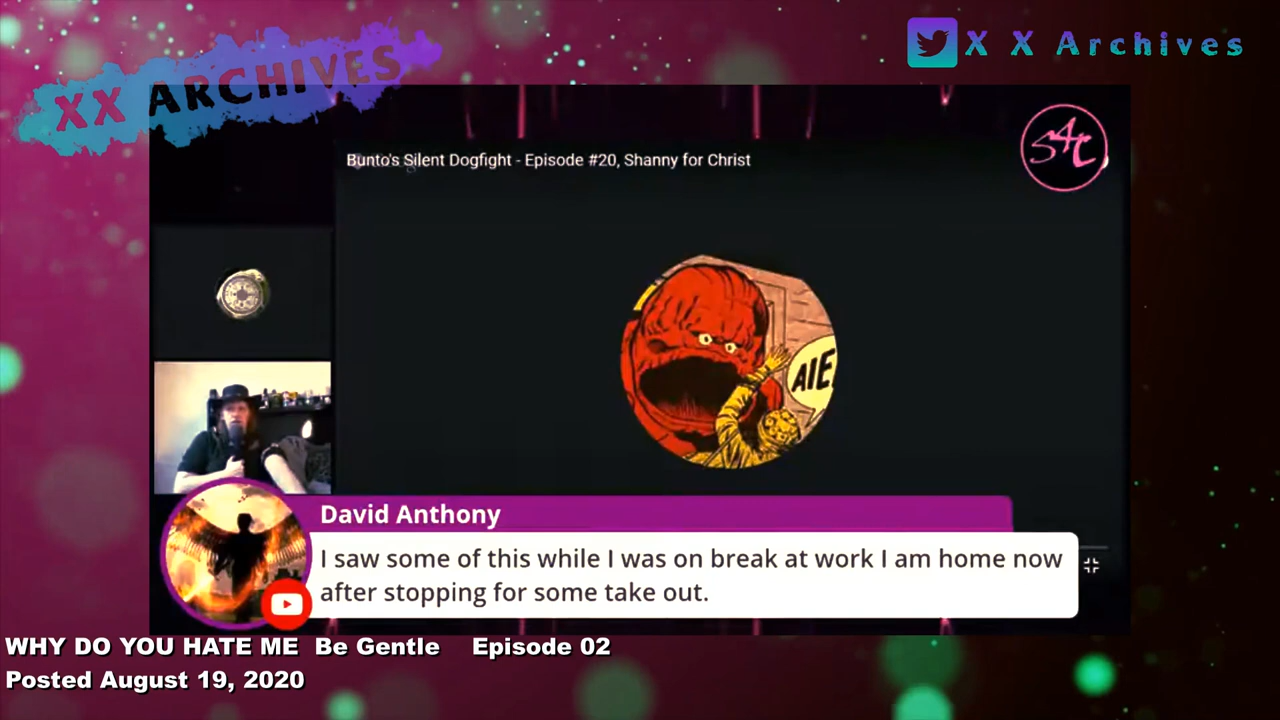 XX ARCHIVES
X X Archives
S4C
Bunto's Silent Dogfight - Episode #20, Shanny for Christ
AIE!
David Anthony
I saw some of this while I was on break at work I am home now
after stopping for some take out.
WHY DO YOU HATE ME Be Gentle Episode 02
Posted August 19, 2020